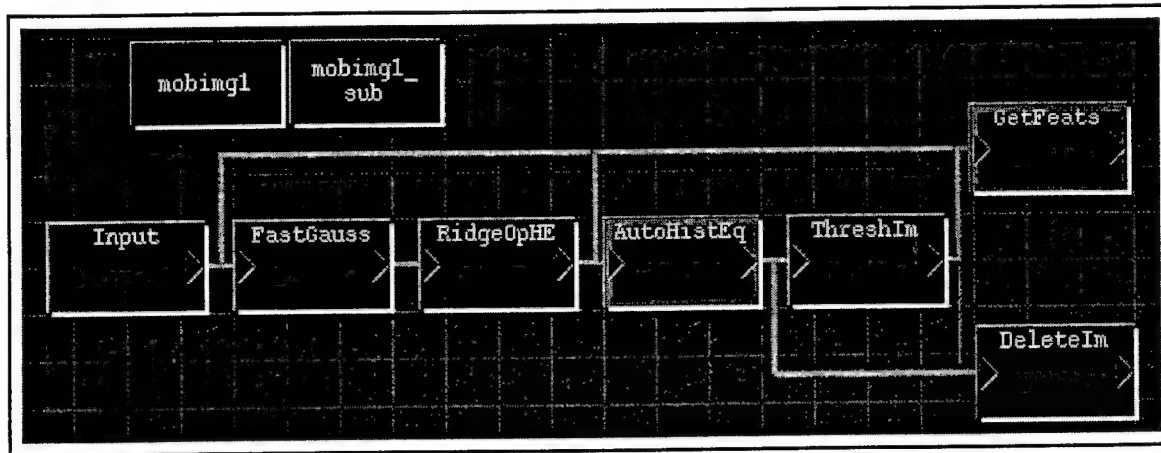 mobimg1
mobimg1_
sub
GetFeats
Input
FastGauss
RidgeOpHE
AutoHistEq
ThreshIm
DeleteIm